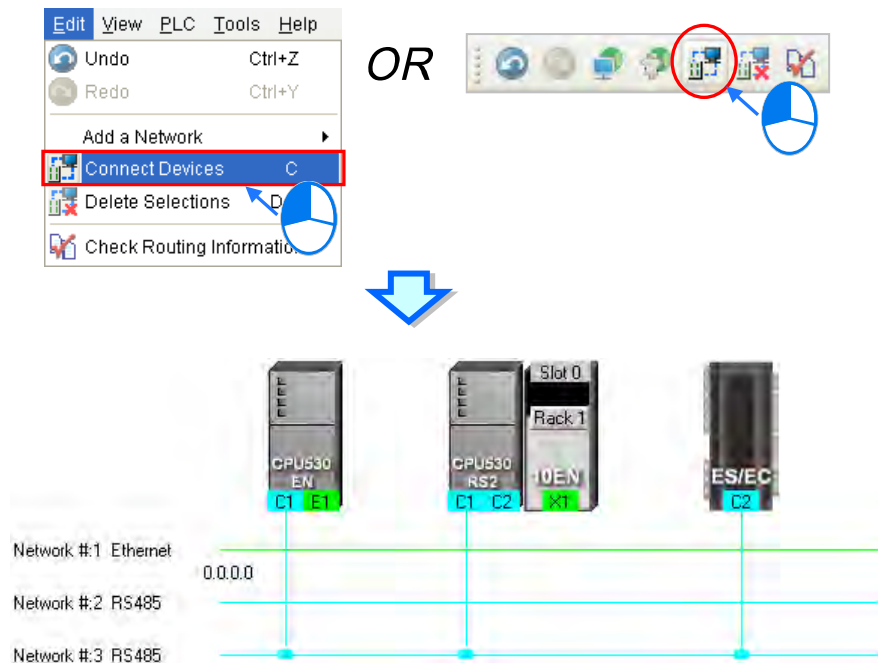 Edit View PLC Tools Help
Undo Ctrl+Z
Redo Ctrl+Y
Add a Network
Connect Devices C
Delete Selections D
Check Routing
OR
Slot 0
Rack 1
CPU530 EN
C1 E1
CPU530 RS2
C1 C2
10EN
X1
ES/EC
C2
Network #:1 Ethernet
0.0.0.0
Network #:2 RS485
Network #:3 RS485